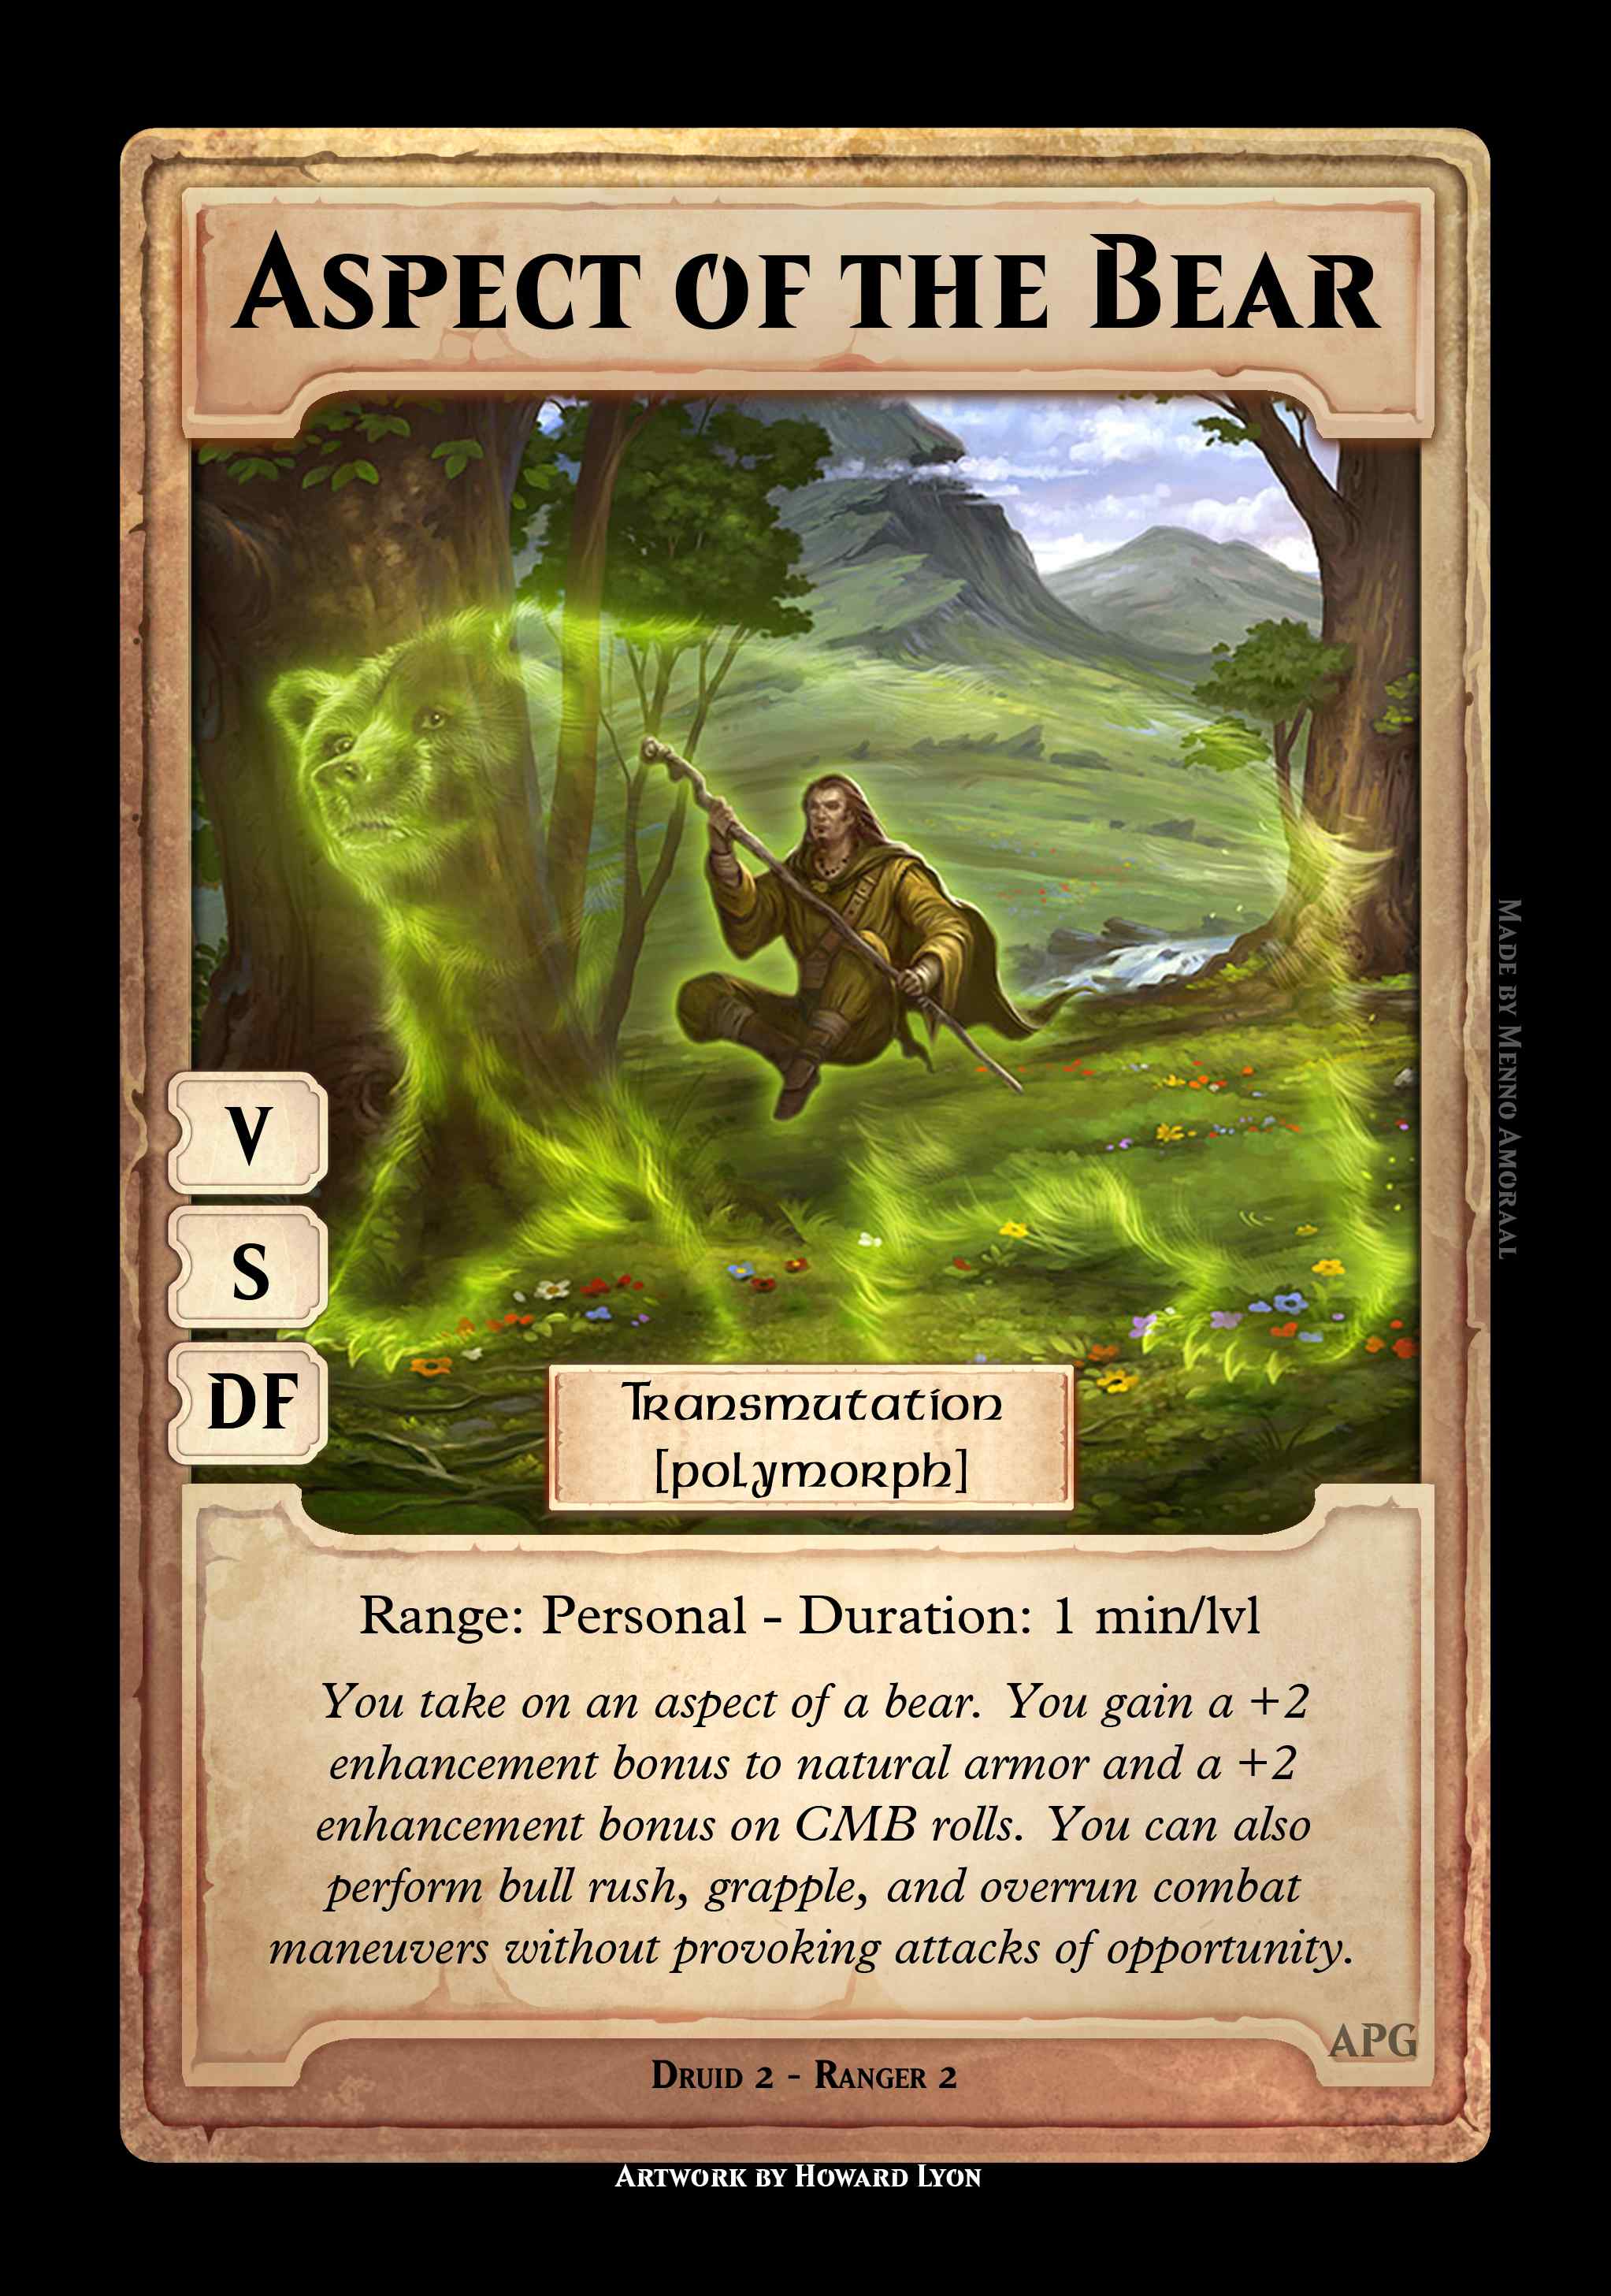 Aspect of the Bear
V
S
DF
Transmutation
[polymorph]
Range: Personal - Duration: 1 min/lvl
You take on an aspect of a bear. You gain a +2
enhancement bonus to natural armor and a +2
enhancement bonus on CMB rolls. You can also
perform bull rush, grapple, and overrun combat
maneuvers without provoking attacks of opportunity.
APG
Druid 2 - Ranger 2
Artwork by Howard Lyon
Made by Menno Amoraal